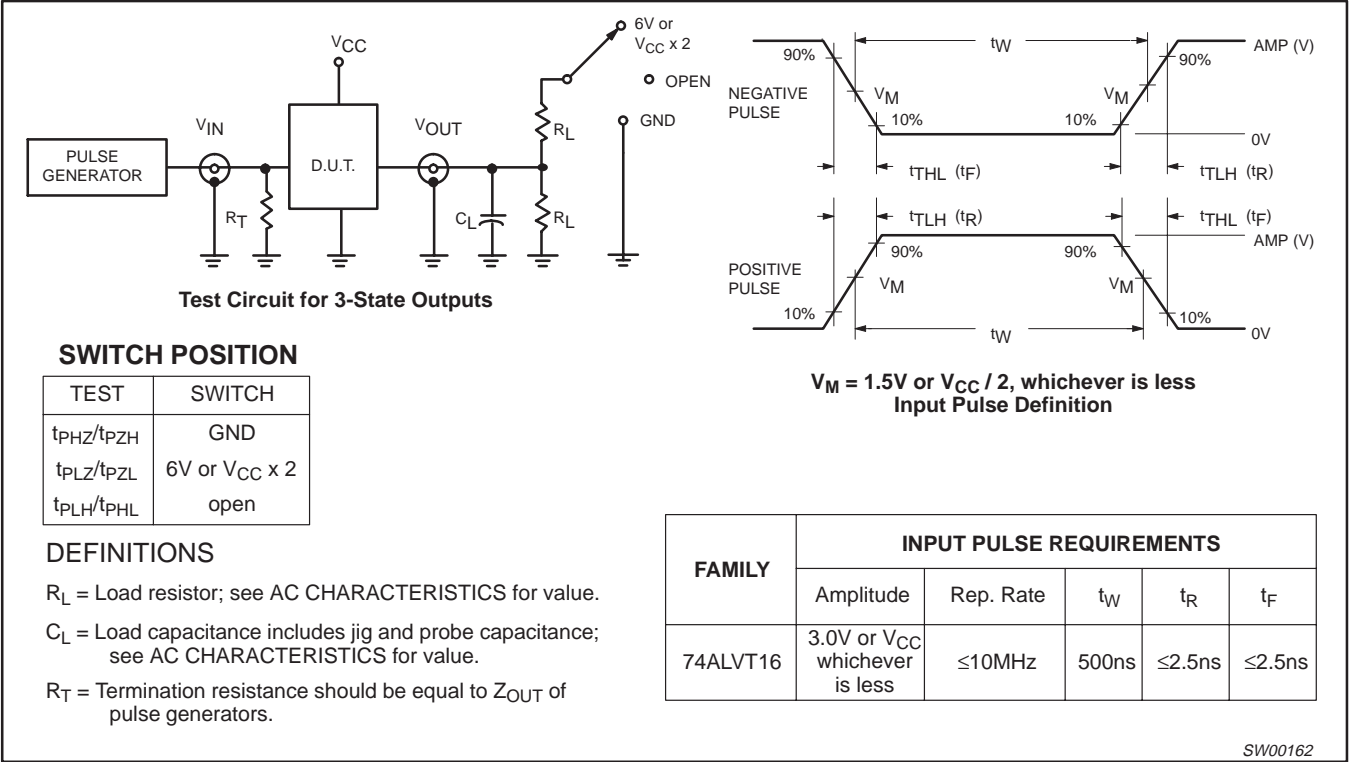 VCC
6V or
VCC x 2
OPEN
GND
VIN
VOUT
RL
PULSE
GENERATOR
D.U.T.
RT
CL
RL
Test Circuit for 3-State Outputs
90%
tW
90%
AMP (V)
NEGATIVE
PULSE
VM
VM
10%
10%
0V
tTHL (tF)
tTLH (tR)
tTLH (tR)
tTHL (tF)
AMP (V)
90%
90%
POSITIVE
PULSE
VM
VM
10%
10%
tW
0V
VM = 1.5V or VCC / 2, whichever is less
Input Pulse Definition
SWITCH POSITION
TEST SWITCH
tPHZ/tPZH GND
tPLZ/tPZL 6V or VCC x 2
tPLH/tPHL open
DEFINITIONS
RL = Load resistor; see AC CHARACTERISTICS for value.
CL = Load capacitance includes jig and probe capacitance;
see AC CHARACTERISTICS for value.
RT = Termination resistance should be equal to ZOUT of
pulse generators.
FAMILY
INPUT PULSE REQUIREMENTS
Amplitude Rep. Rate tW tR tF
74ALVT16
3.0V or VCC
whichever
is less
≤10MHz 500ns ≤2.5ns ≤2.5ns
SW00162